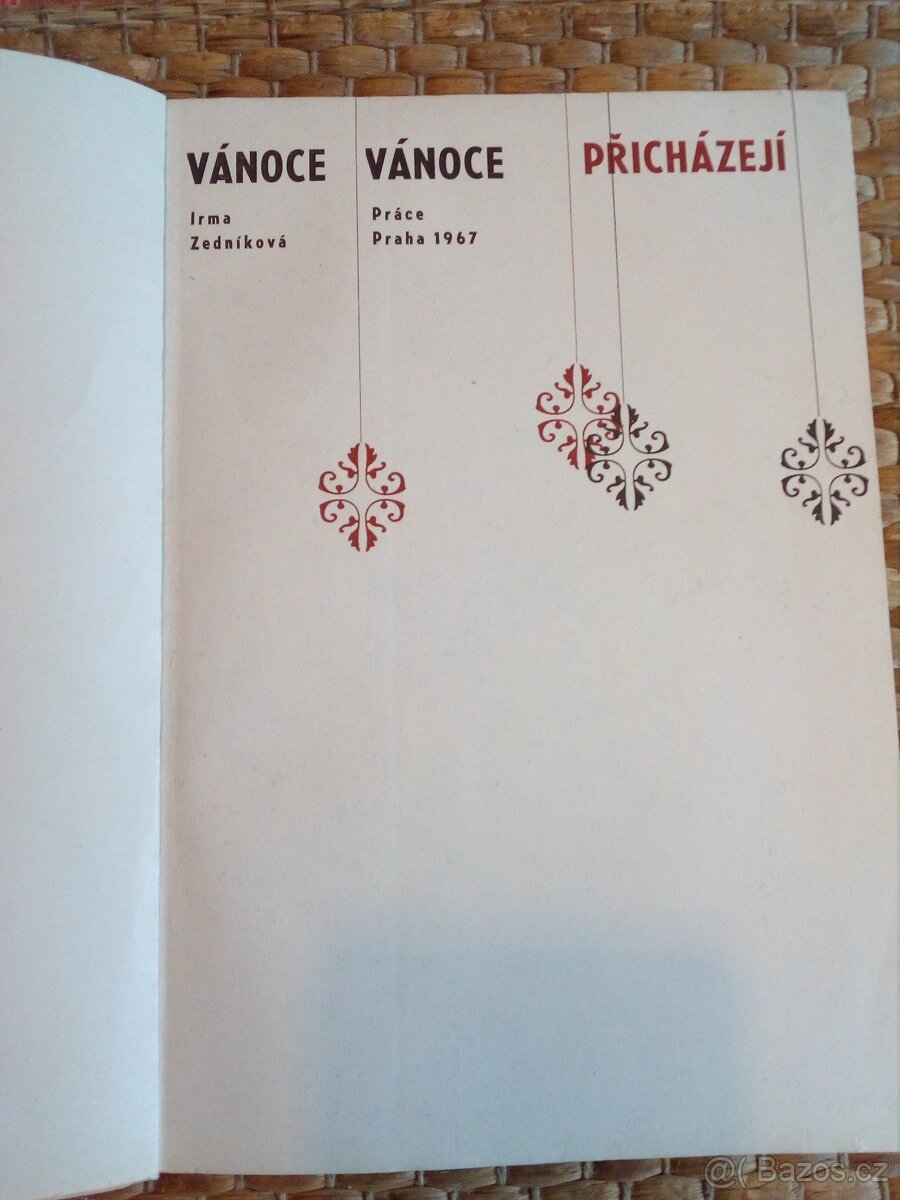 VÁNOCE VÁNOCE PŘICHÁZEJÍ
Irma
Zedníková
Práce
Praha 1967
@( Bazos.cz